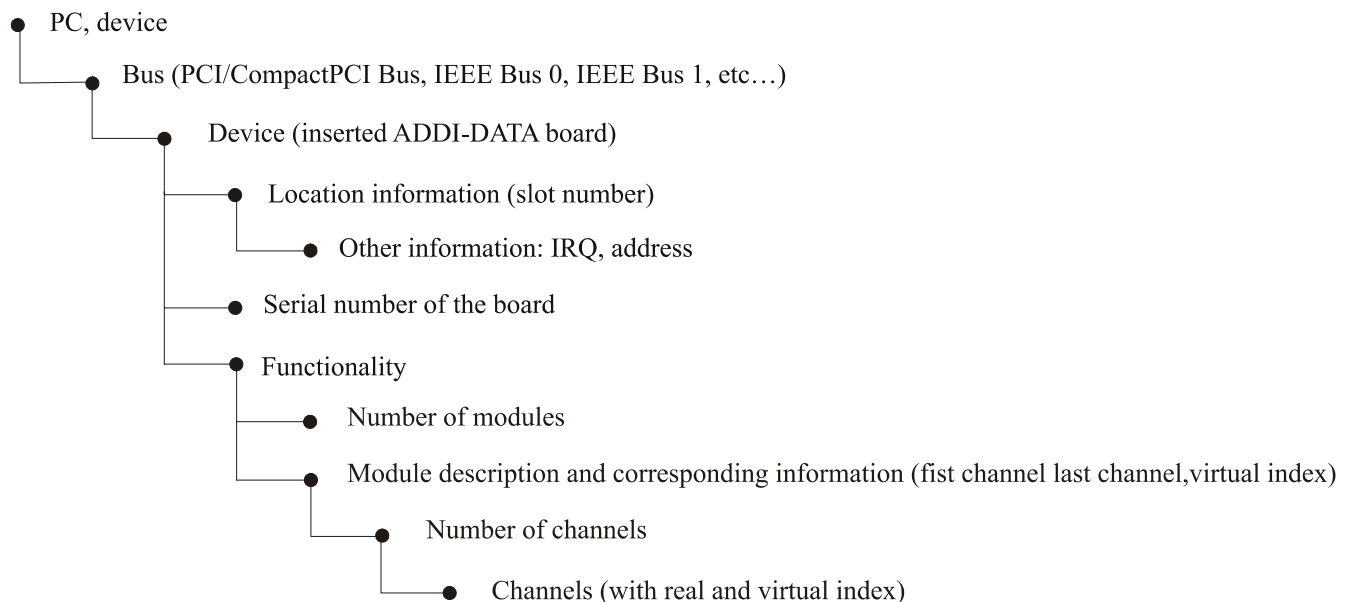 PC, device
Bus (PCI/CompactPCI Bus, IEEE Bus 0, IEEE Bus 1, etc…)
Device (inserted ADDI-DATA board)
Location information (slot number)
Other information: IRQ, address
Serial number of the board
Functionality
Number of modules
Module description and corresponding information (fist channel last channel,virtual index)
Number of channels
Channels (with real and virtual index)